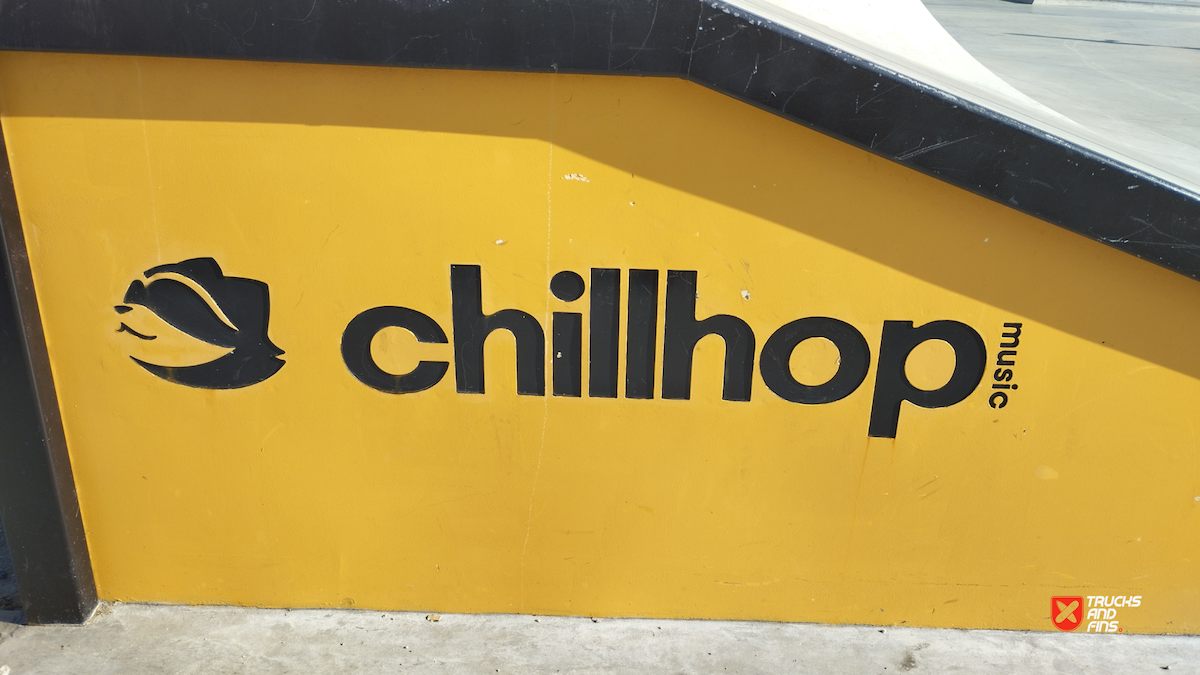 chillhop
music
TRUCKS
AND
FINS